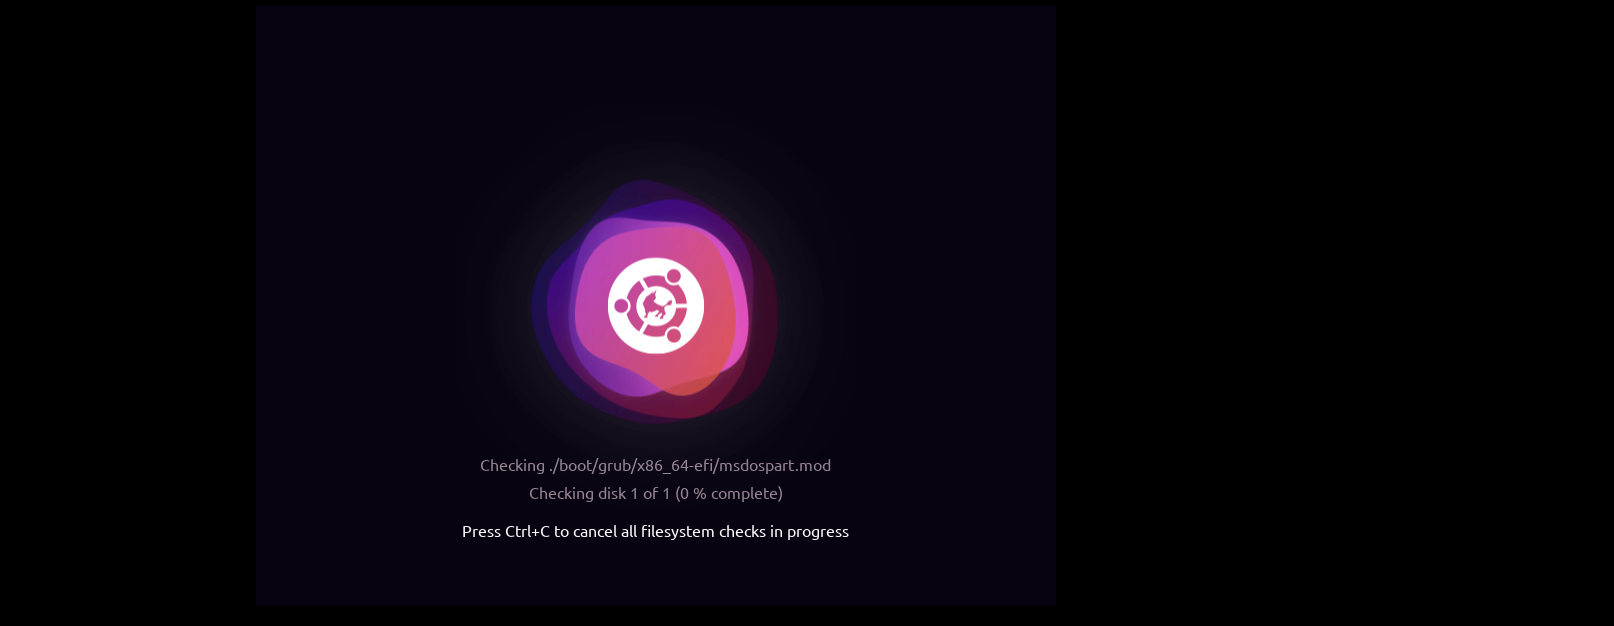 Checking ./boot/grub/x86_64-efi/msdospart.mod
Checking disk 1 of 1 (0 % complete)
Press Ctrl+C to cancel all filesystem checks in progress